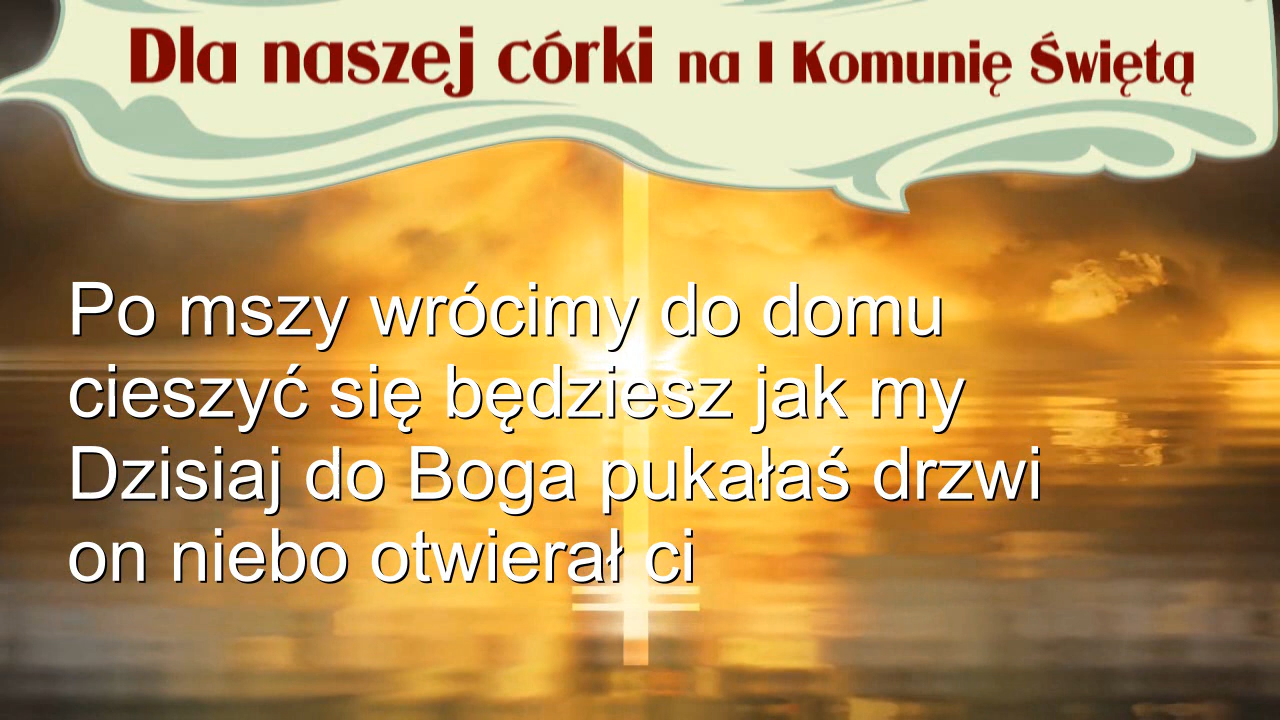 Dla naszej córki na I Komunię Świętą
Po mszy wrócimy do domu
cieszyć się będziesz jak my
Dzisiaj do Boga pukałaś drzwi
on niebo otwierał ci